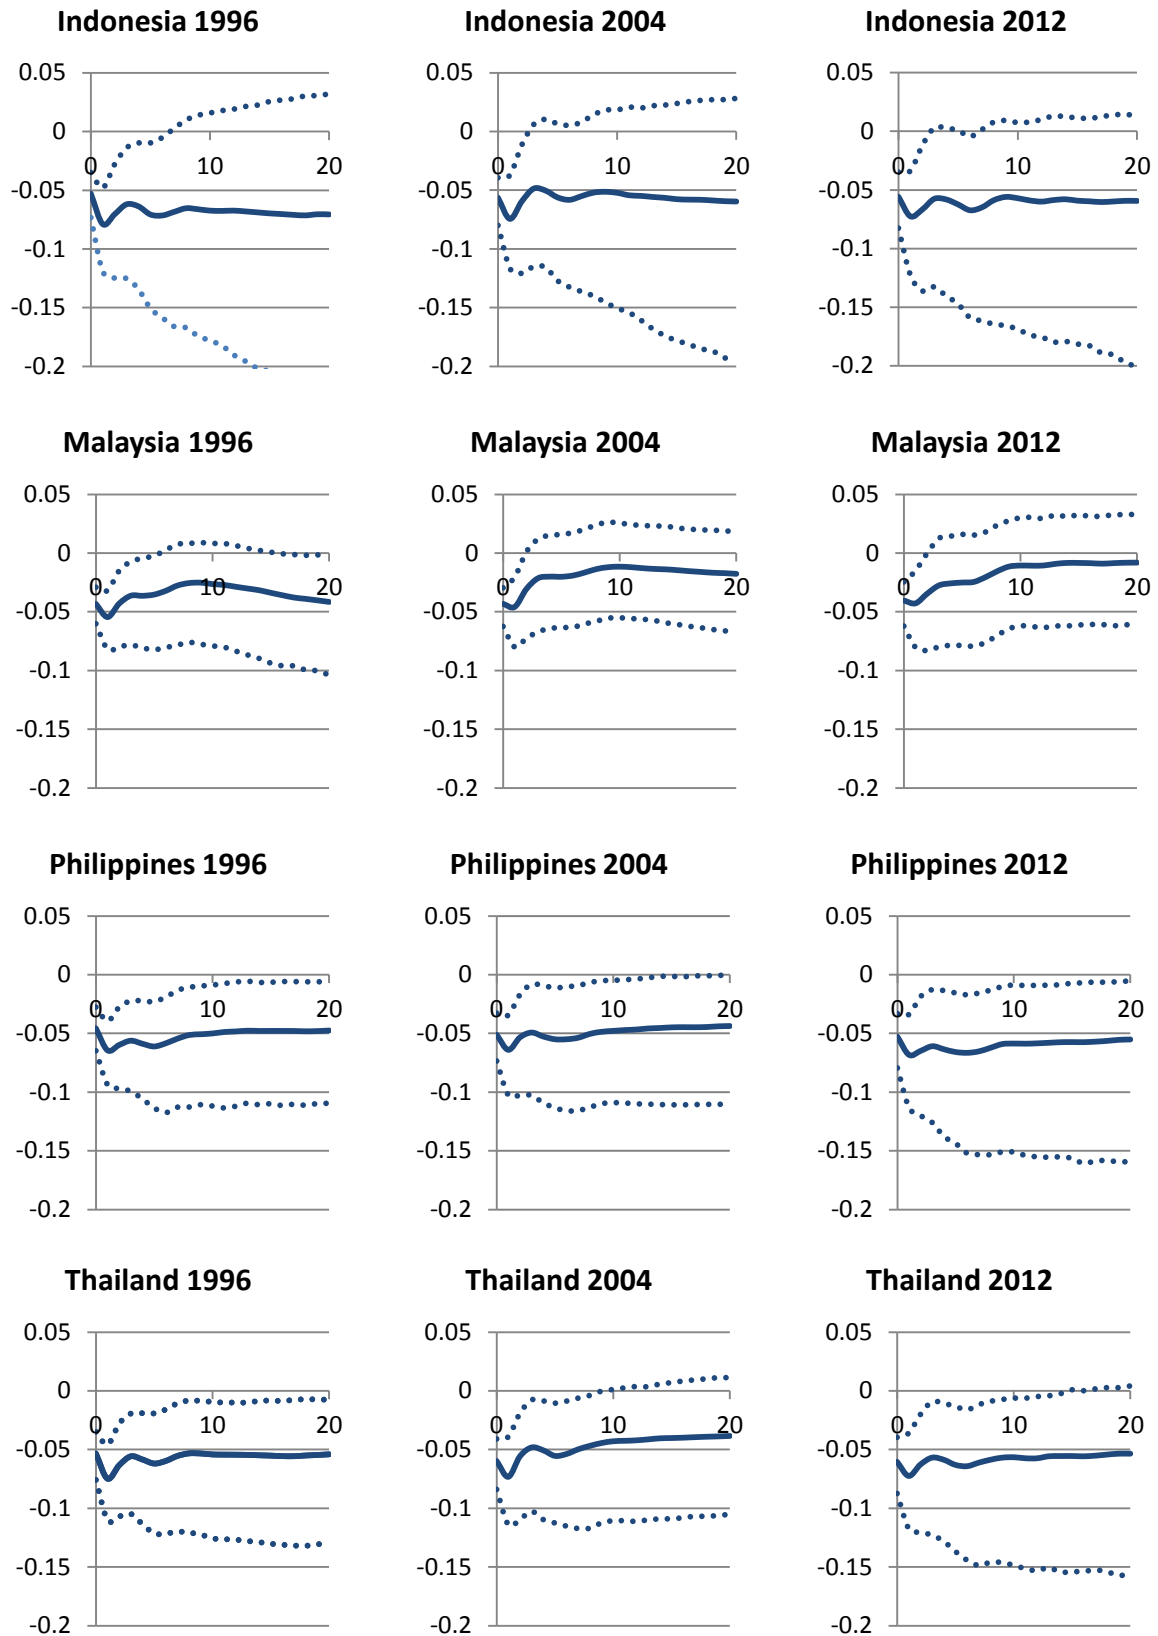 Indonesia 1996 Indonesia 2004 Indonesia 2012
0.05 0.05 0.05
0 0 0
0 10 20 0 10 20 0 10 20
-0.05 -0.05 -0.05
-0.1 -0.1 -0.1
-0.15 -0.15 -0.15
-0.2 -0.2 -0.2
Malaysia 1996 Malaysia 2004 Malaysia 2012
0.05 0.05 0.05
0 0 0
0 10 20 0 10 20 0 10 20
-0.05 -0.05 -0.05
-0.1 -0.1 -0.1
-0.15 -0.15 -0.15
-0.2 -0.2 -0.2
Philippines 1996 Philippines 2004 Philippines 2012
0.05 0.05 0.05
0 0 0
0 10 20 0 10 20 0 10 20
-0.05 -0.05 -0.05
-0.1 -0.1 -0.1
-0.15 -0.15 -0.15
-0.2 -0.2 -0.2
Thailand 1996 Thailand 2004 Thailand 2012
0.05 0.05 0.05
0 0 0
0 10 20 0 10 20 0 10 20
-0.05 -0.05 -0.05
-0.1 -0.1 -0.1
-0.15 -0.15 -0.15
-0.2 -0.2 -0.2